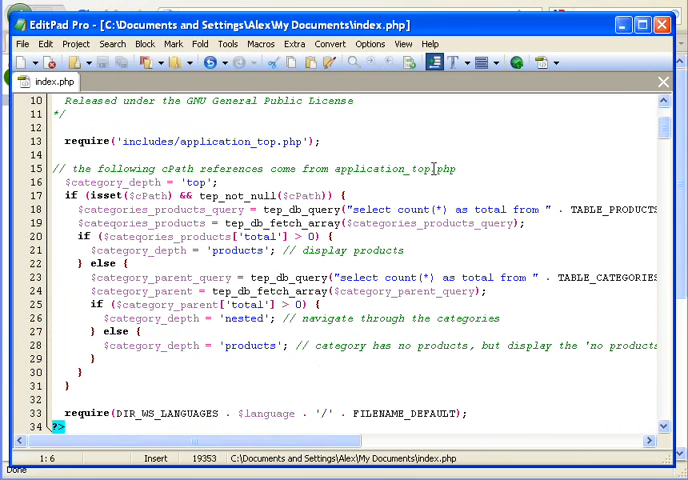 EditPad Pro - [C:\Documents and Settings\Alex\My Documents\index.php]
File Edit Project Search Block Mark Fold Tools Macros Extra Convert Options View Help
index.php
10 Released under the GNU General Public License
11 */
12
13 require('includes/application_top.php');
14
15 // the following cPath references come from application_top.php
16 $category_depth = 'top';
17 if (isset($cPath) && tep_not_null($cPath)) {
18 $categories_products_query = tep_db_query("select count(*) as total from " . TABLE_PRODUCTS
19 $categories_products = tep_db_fetch_array($categories_products_query);
20 if ($categories_products['total'] > 0) {
21 $category_depth = 'products'; // display products
22 } else {
23 $category_parent_query = tep_db_query("select count(*) as total from " . TABLE_CATEGORIES
24 $category_parent = tep_db_fetch_array($category_parent_query);
25 if ($category_parent['total'] > 0) {
26 $category_depth = 'nested'; // navigate through the categories
27 } else {
28 $category_depth = 'products'; // category has no products, but display the 'no products
29 }
30 }
31 }
32
33 require(DIR_WS_LANGUAGES . $language . '/' . FILENAME_DEFAULT);
34 ?>
1: 6 Insert 19353 C:\Documents and Settings\Alex\My Documents\index.php
Done